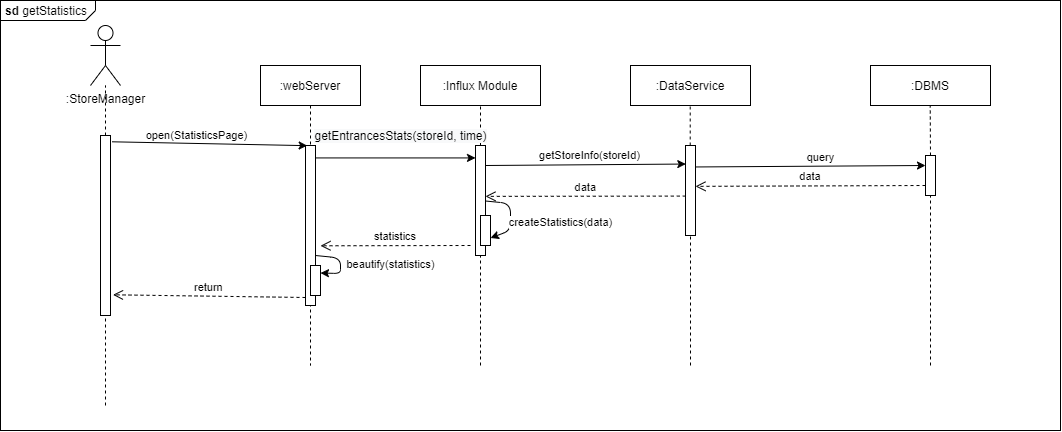 sd getStatistics
:StoreManager
:webServer
:Influx Module
:DataService
:DBMS
open(StatisticsPage)
getEntrancesStats(storeId, time)
getStoreInfo(storeId)
query
data
data
createStatistics(data)
statistics
beautify(statistics)
return